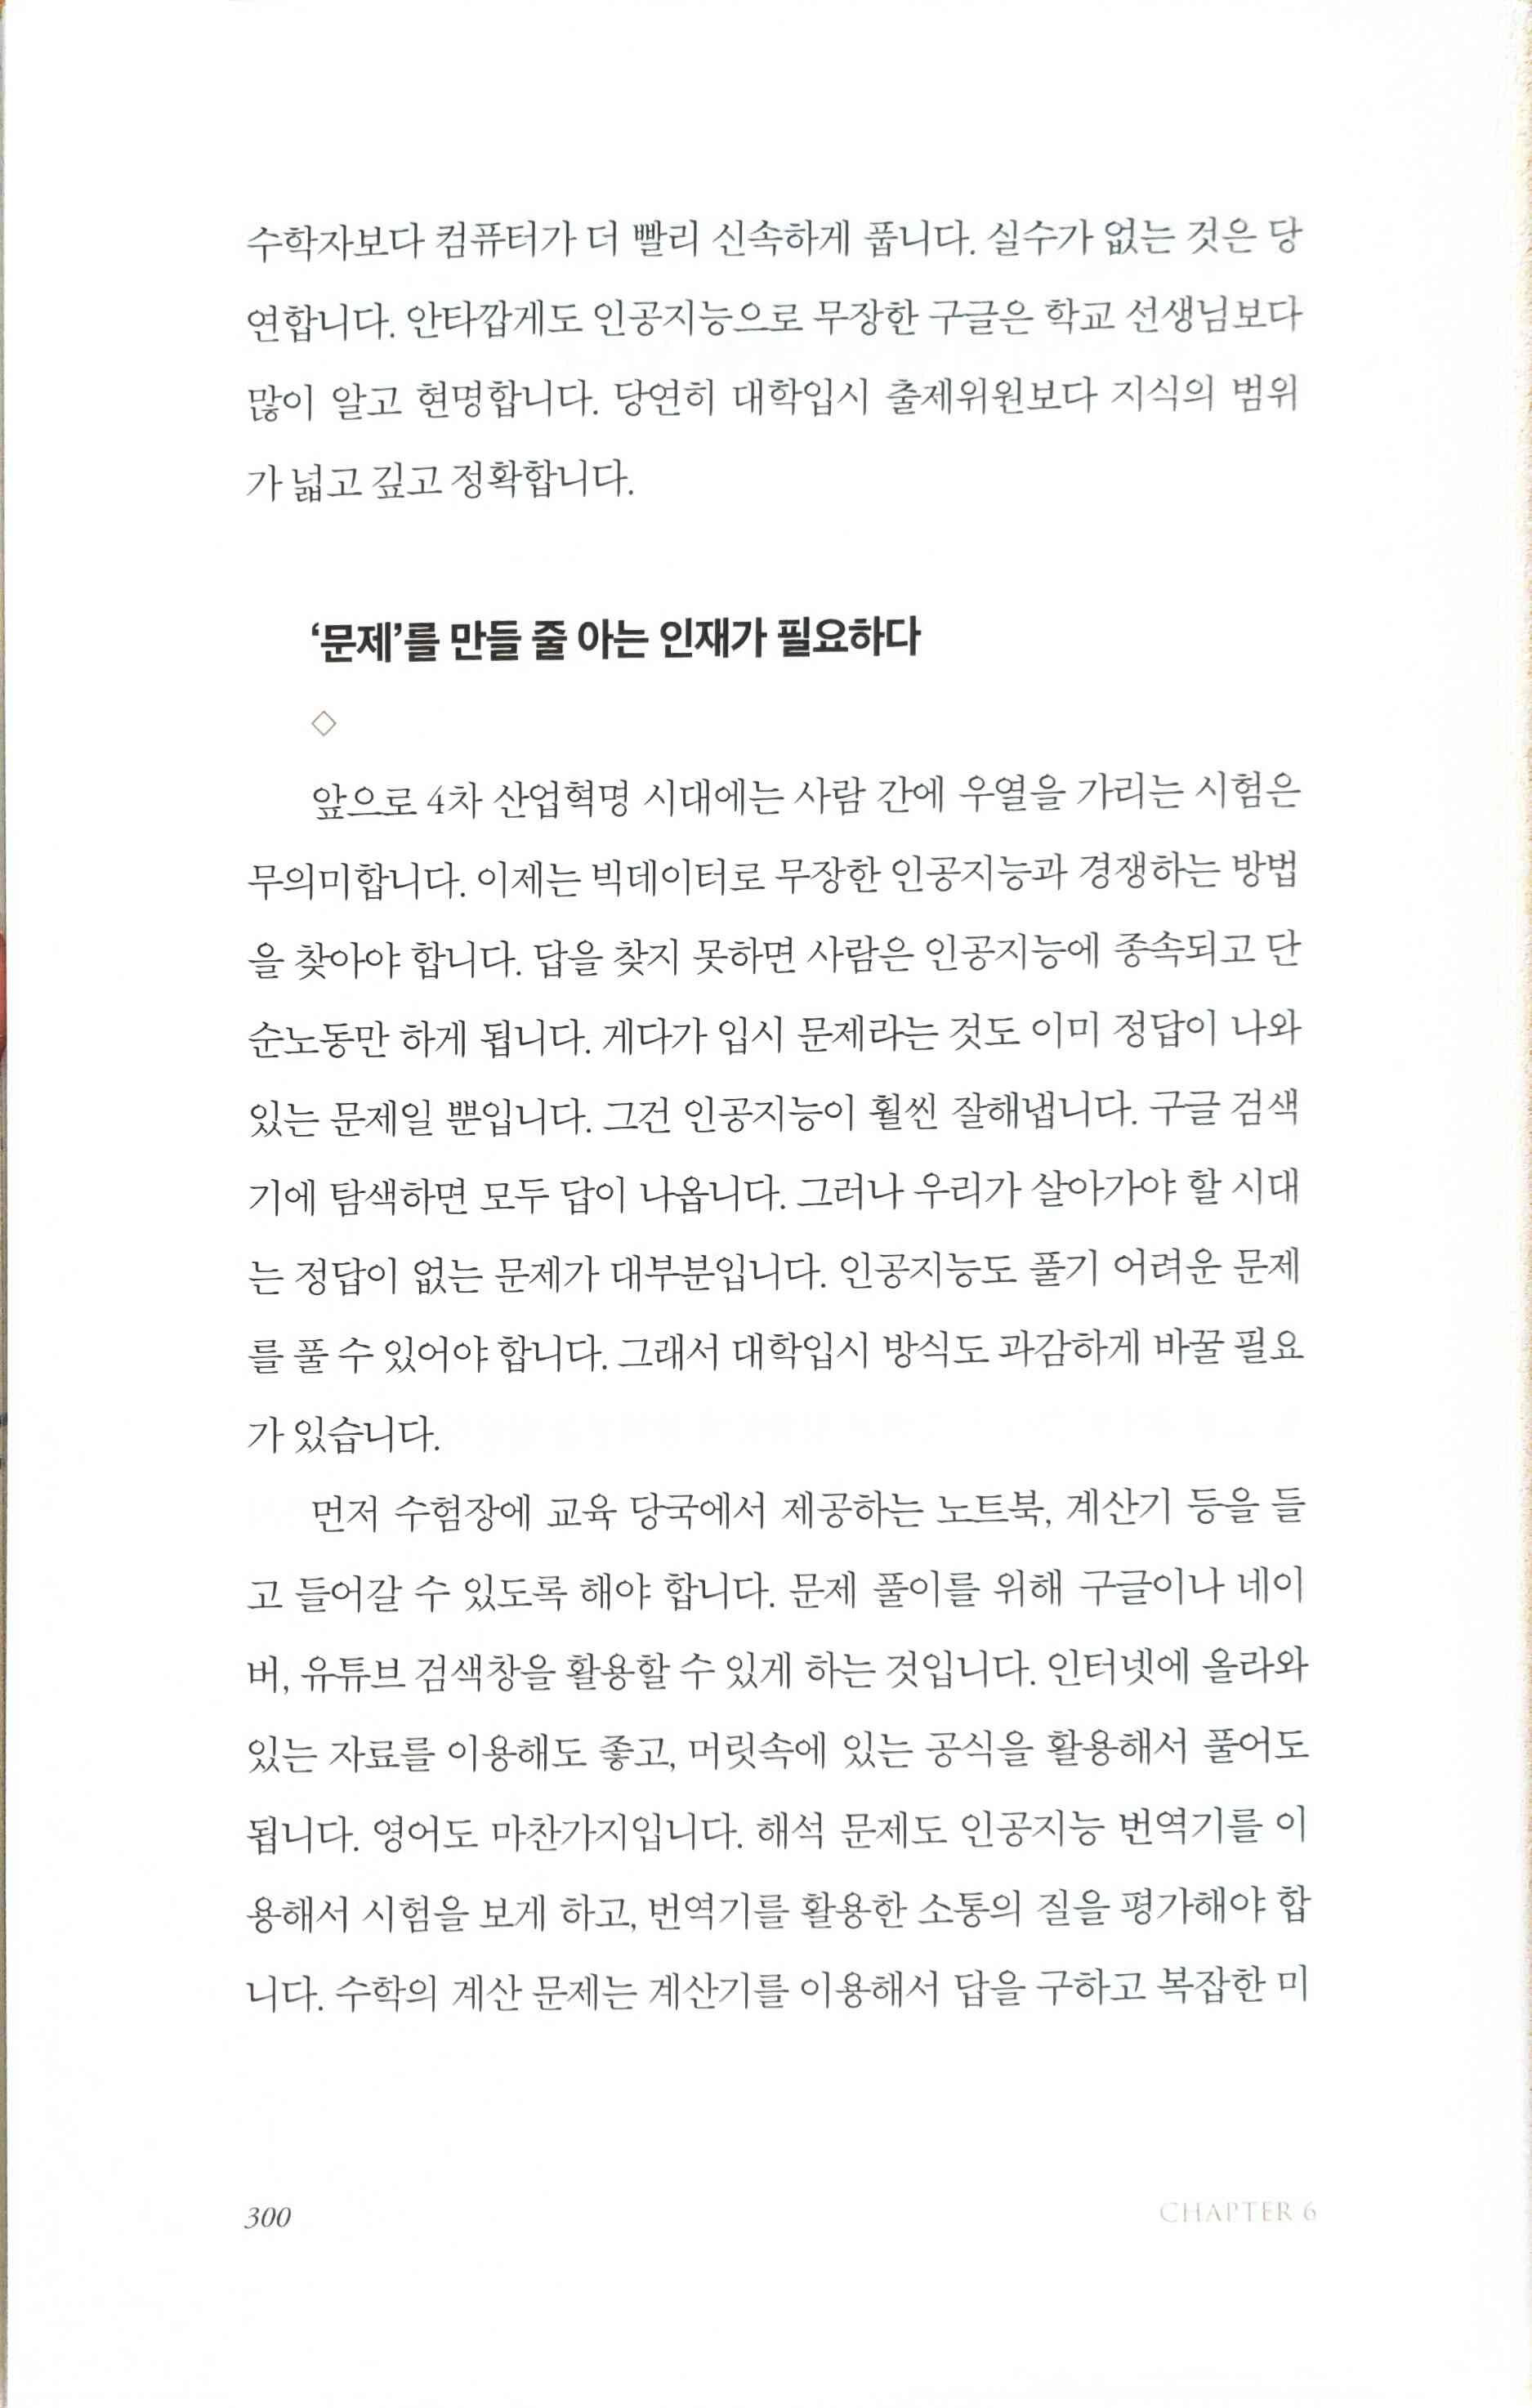 수학자보다 컴퓨터가 더 빨리 신속하게 풉니다. 실수가 없는 것은 당
연합니다. 안타깝게도 인공지능으로 무장한 구글은 학교 선생님보다
많이 알고 현명합니다. 당연히 대학입시 출제위원보다 지식의 범위
가 넓고 깊고 정확합니다.
‘문제’를 만들 줄 아는 인재가 필요하다
◇
앞으로 4차 산업혁명 시대에는 사람 간에 우열을 가리는 시험은
무의미합니다. 이제는 빅데이터로 무장한 인공지능과 경쟁하는 방법
을 찾아야 합니다. 답을 찾지 못하면 사람은 인공지능에 종속되고 단
순노동만 하게 됩니다. 게다가 입시 문제라는 것도 이미 정답이 나와
있는 문제일 뿐입니다. 그건 인공지능이 훨씬 잘해냅니다. 구글 검색
기에 탐색하면 모두 답이 나옵니다. 그러나 우리가 살아가야 할 시대
는 정답이 없는 문제가 대부분입니다. 인공지능도 풀기 어려운 문제
를 풀 수 있어야 합니다. 그래서 대학입시 방식도 과감하게 바꿀 필요
가 있습니다.
먼저 수험장에 교육 당국에서 제공하는 노트북, 계산기 등을 들
고 들어갈 수 있도록 해야 합니다. 문제 풀이를 위해 구글이나 네이
버, 유튜브 검색창을 활용할 수 있게 하는 것입니다. 인터넷에 올라와
있는 자료를 이용해도 좋고, 머릿속에 있는 공식을 활용해서 풀어도
됩니다. 영어도 마찬가지입니다. 해석 문제도 인공지능 번역기를 이
용해서 시험을 보게 하고, 번역기를 활용한 소통의 질을 평가해야 합
니다. 수학의 계산 문제는 계산기를 이용해서 답을 구하고 복잡한 미
300
CHAPTER 6